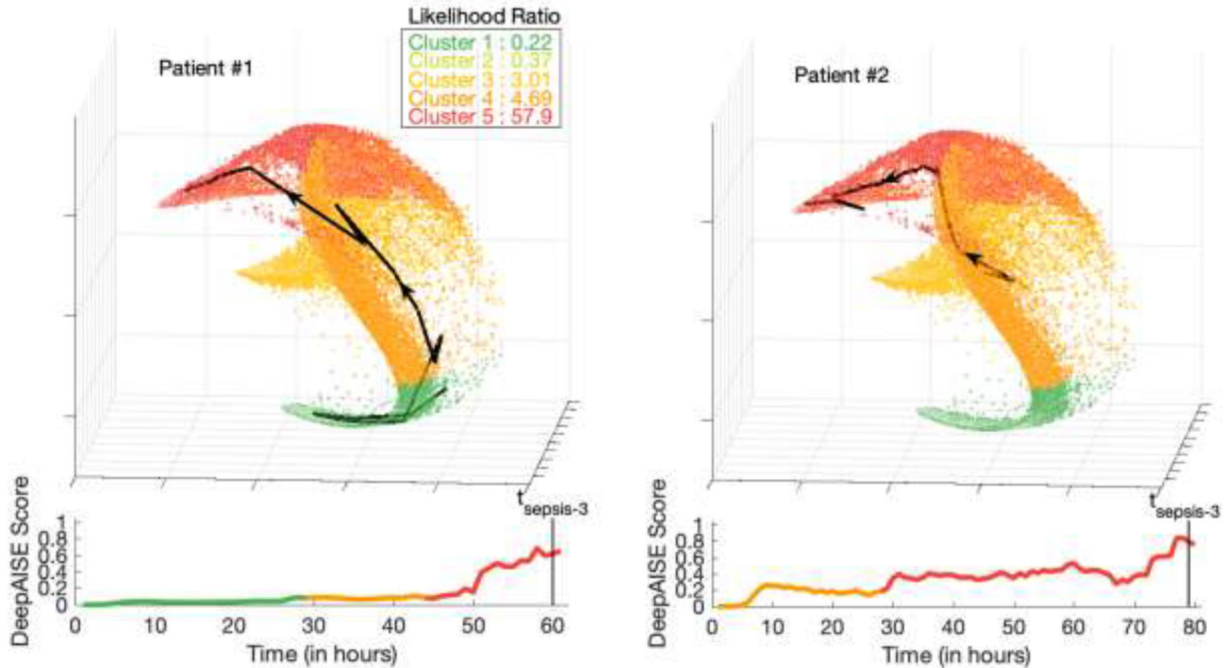 Likelihood Ratio
Cluster 1 : 0.22
Cluster 2 : 0.37
Cluster 3 : 3.01
Cluster 4 : 4.69
Cluster 5 : 57.9
Patient #1
Patient #2
t sepsis-3
t sepsis-3
DeepAISE Score
1
0.8
0.6
0.4
0.2
0
0 10 20 30 40 50 60
Time (in hours)
DeepAISE Score
1
0.8
0.6
0.4
0.2
0
0 10 20 30 40 50 60 70 80
Time (in hours)